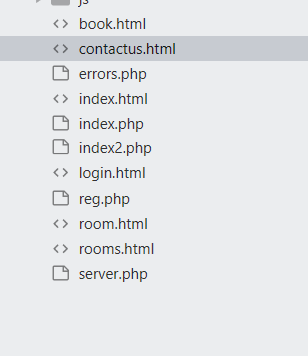 js
book.html
contactus.html
errors.php
index.html
index.php
index2.php
login.html
reg.php
room.html
rooms.html
server.php